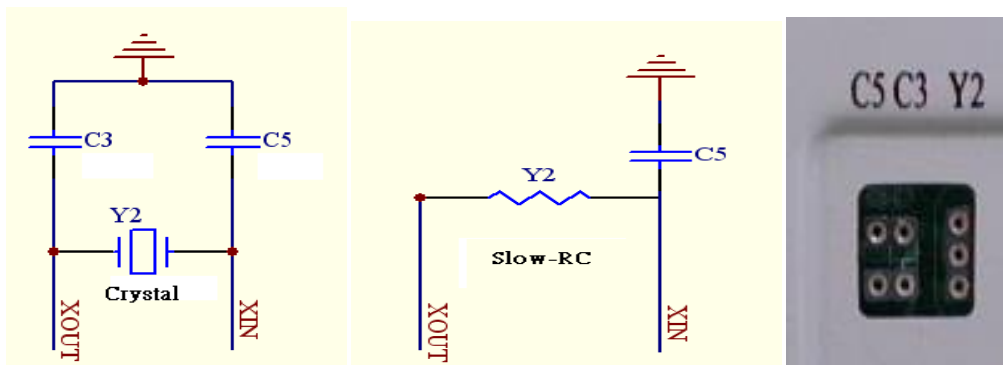 C3
C5
Y2
Crystal
XOUT
XIN
C5
Y2
Slow-RC
XOUT
XIN
C5 C3 Y2